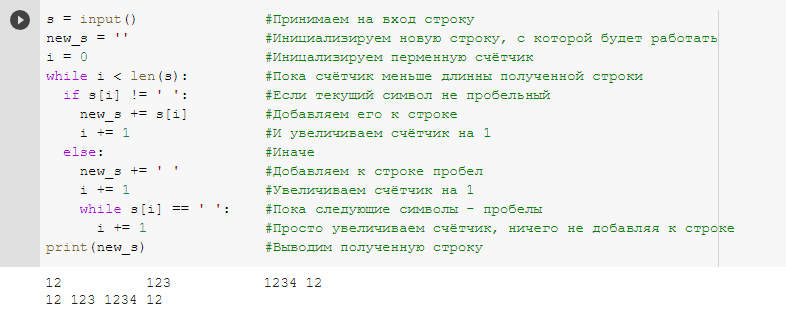 s = input() #Принимаем на вход строку
new_s = '' #Инициализируем новую строку, с которой будет работать
i = 0 #Иницализируем перменную счётчик
while i < len(s): #Пока счётчик меньше длинны полученной строки
if s[i] != ' ': #Если текущий символ не пробельный
new_s += s[i] #Добавляем его к строке
i += 1 #И увеличиваем счётчик на 1
else: #Иначе
new_s += ' ' #Добавляем к строке пробел
i += 1 #Увеличиваем счётчик на 1
while s[i] == ' ': #Пока следующие символы - пробелы
i += 1 #Просто увеличиваем счётчик, ничего не добавляя к строке
print(new_s) #Выводим полученную строку
12 123 1234 12
12 123 1234 12